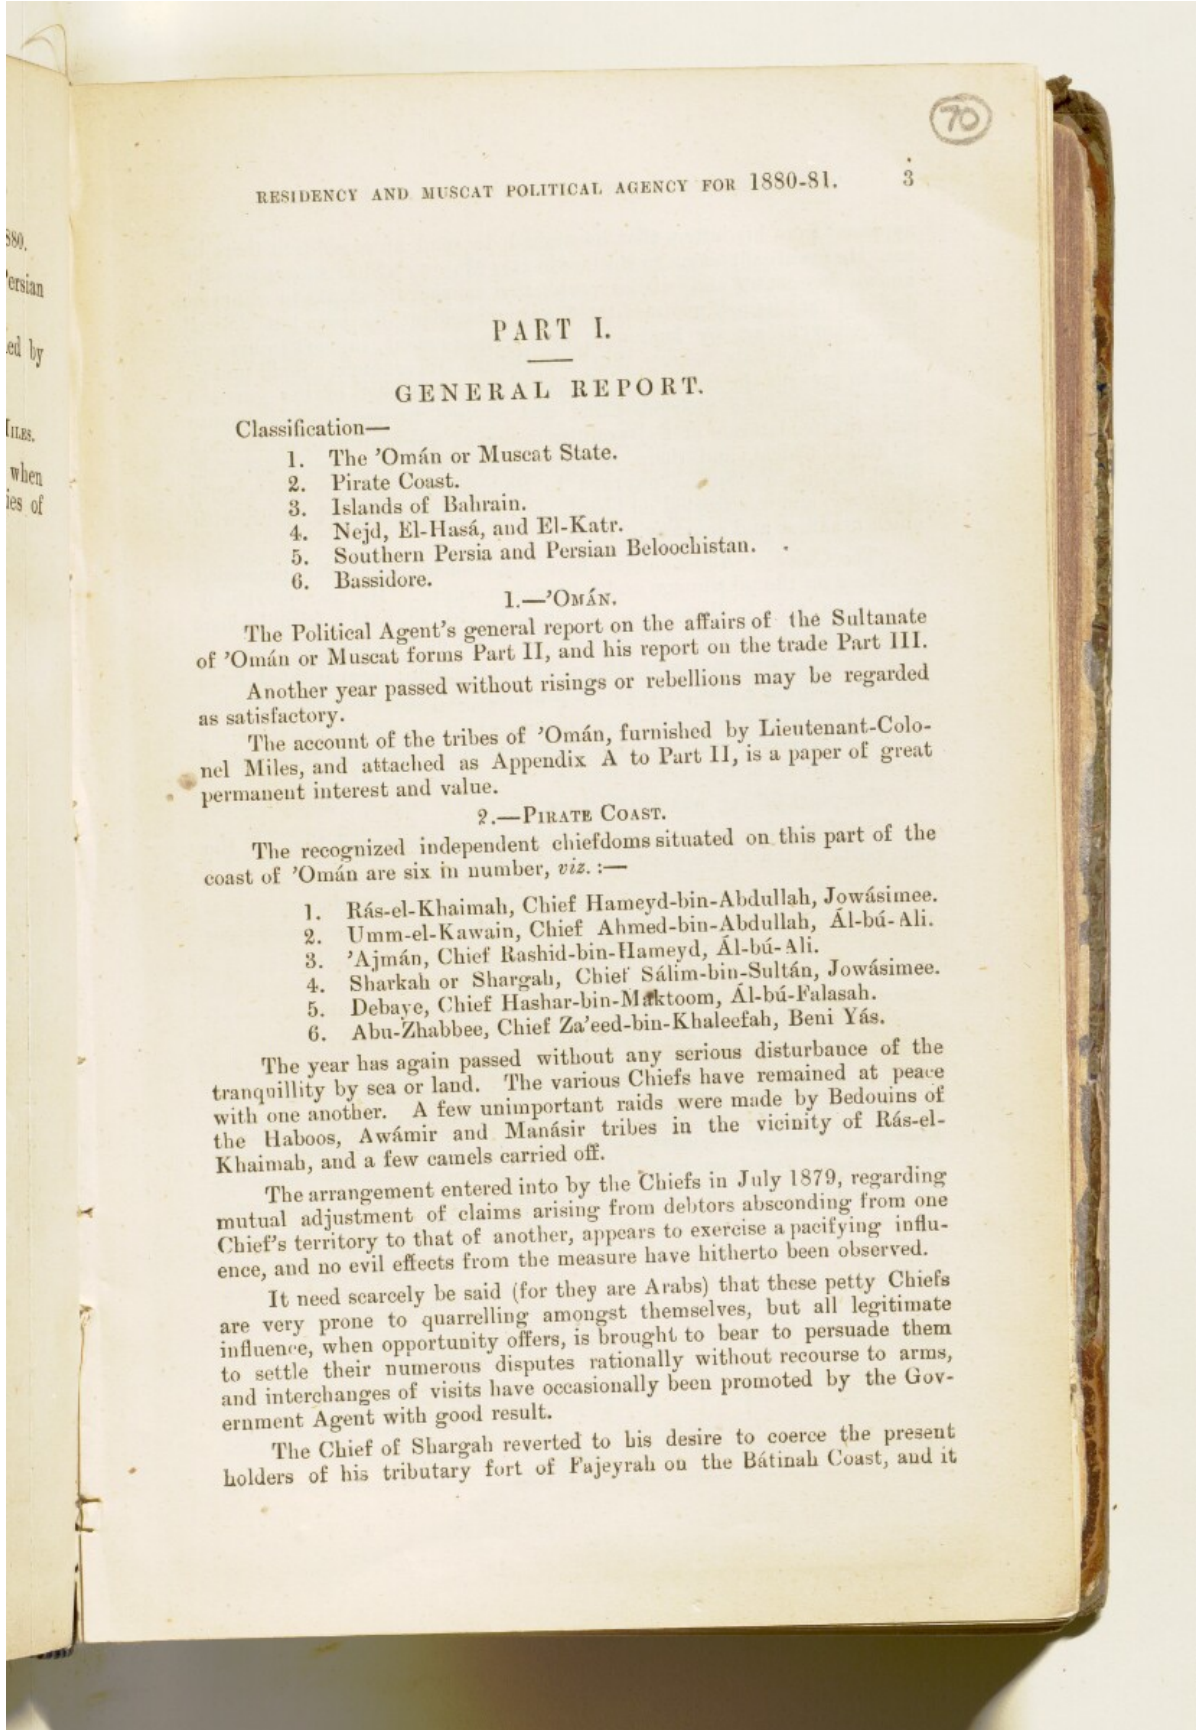 880.
Persian
ed by
MILES.
when
ies of
70
RESIDENCY AND MUSCAT POLITICAL AGENCY FOR 1880-81. 3
PART I.
GENERAL REPORT.
Classification—
1. The ’Omán or Muscat State.
2. Pirate Coast.
3. Islands of Bahrain.
4. Nejd, El-Hasá, and El-Katr.
5. Southern Persia and Persian Beloochistan.
6. Bassidore.
1.—’OMÁN.
The Political Agent’s general report on the affairs of the Sultanate
of ’Omán or Muscat forms Part II, and his report on the trade Part III.
Another year passed without risings or rebellions may be regarded
as satisfactory.
The account of the tribes of ’Omán, furnished by Lieutenant-Colo-
nel Miles, and attached as Appendix A to Part II, is a paper of great
permanent interest and value.
2.—PIRATE COAST.
The recognized independent chiefdoms situated on this part of the
coast of ’Omán are six in number, viz. :—
1. Rás-el-Khaimah, Chief Hameyd-bin-Abdullah, Jowásimee.
2. Umm-el-Kawain, Chief Ahmed-bin-Abdullah, Ál-bú-Ali.
3. ’Ajmán, Chief Rashid-bin-Hameyd, Ál-bú-Ali.
4. Sharkah or Shargah, Chief Sálim-bin-Sultán, Jowásimee.
5. Debaye, Chief Hashar-bin-Maktoom, Ál-bú-Falasah.
6. Abu-Zhabbee, Chief Za’eed-bin-Khaleefah, Beni Yás.
The year has again passed without any serious disturbance of the
tranquillity by sea or land. The various Chiefs have remained at peace
with one another. A few unimportant raids were made by Bedouins of
the Haboos, Awámir and Manásir tribes in the vicinity of Rás-el-
Khaimah, and a few camels carried off.
The arrangement entered into by the Chiefs in July 1879, regarding
mutual adjustment of claims arising from debtors absconding from one
Chief’s territory to that of another, appears to exercise a pacifying influ-
ence, and no evil effects from the measure have hitherto been observed.
It need scarcely be said (for they are Arabs) that these petty Chiefs
are very prone to quarrelling amongst themselves, but all legitimate
influence, when opportunity offers, is brought to bear to persuade them
to settle their numerous disputes rationally without recourse to arms,
and interchanges of visits have occasionally been promoted by the Gov-
ernment Agent with good result.
The Chief of Shargah reverted to his desire to coerce the present
holders of his tributary fort of Fajeyrah on the Bátinah Coast, and it